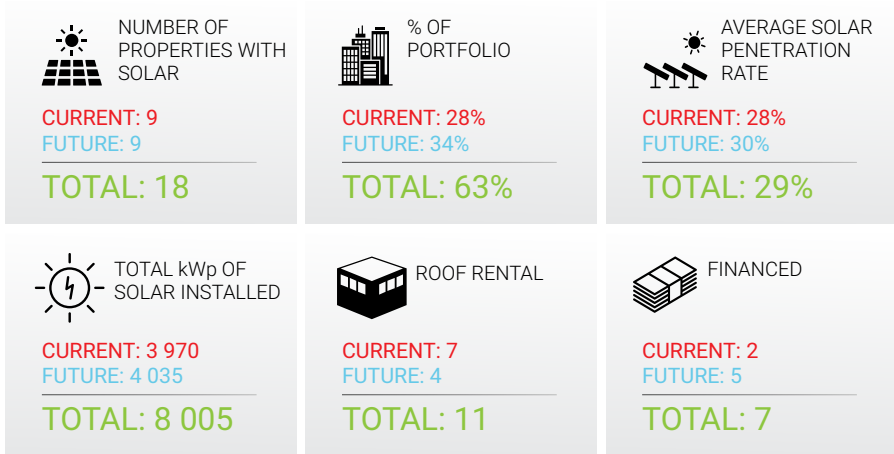 NUMBER OF
PROPERTIES WITH
SOLAR
CURRENT: 9
FUTURE: 9
TOTAL: 18
% OF
PORTFOLIO
CURRENT: 28%
FUTURE: 34%
TOTAL: 63%
AVERAGE SOLAR
PENETRATION
RATE
CURRENT: 28%
FUTURE: 30%
TOTAL: 29%
TOTAL kWp OF
SOLAR INSTALLED
CURRENT: 3 970
FUTURE: 4 035
TOTAL: 8 005
ROOF RENTAL
CURRENT: 7
FUTURE: 4
TOTAL: 11
FINANCED
CURRENT: 2
FUTURE: 5
TOTAL: 7